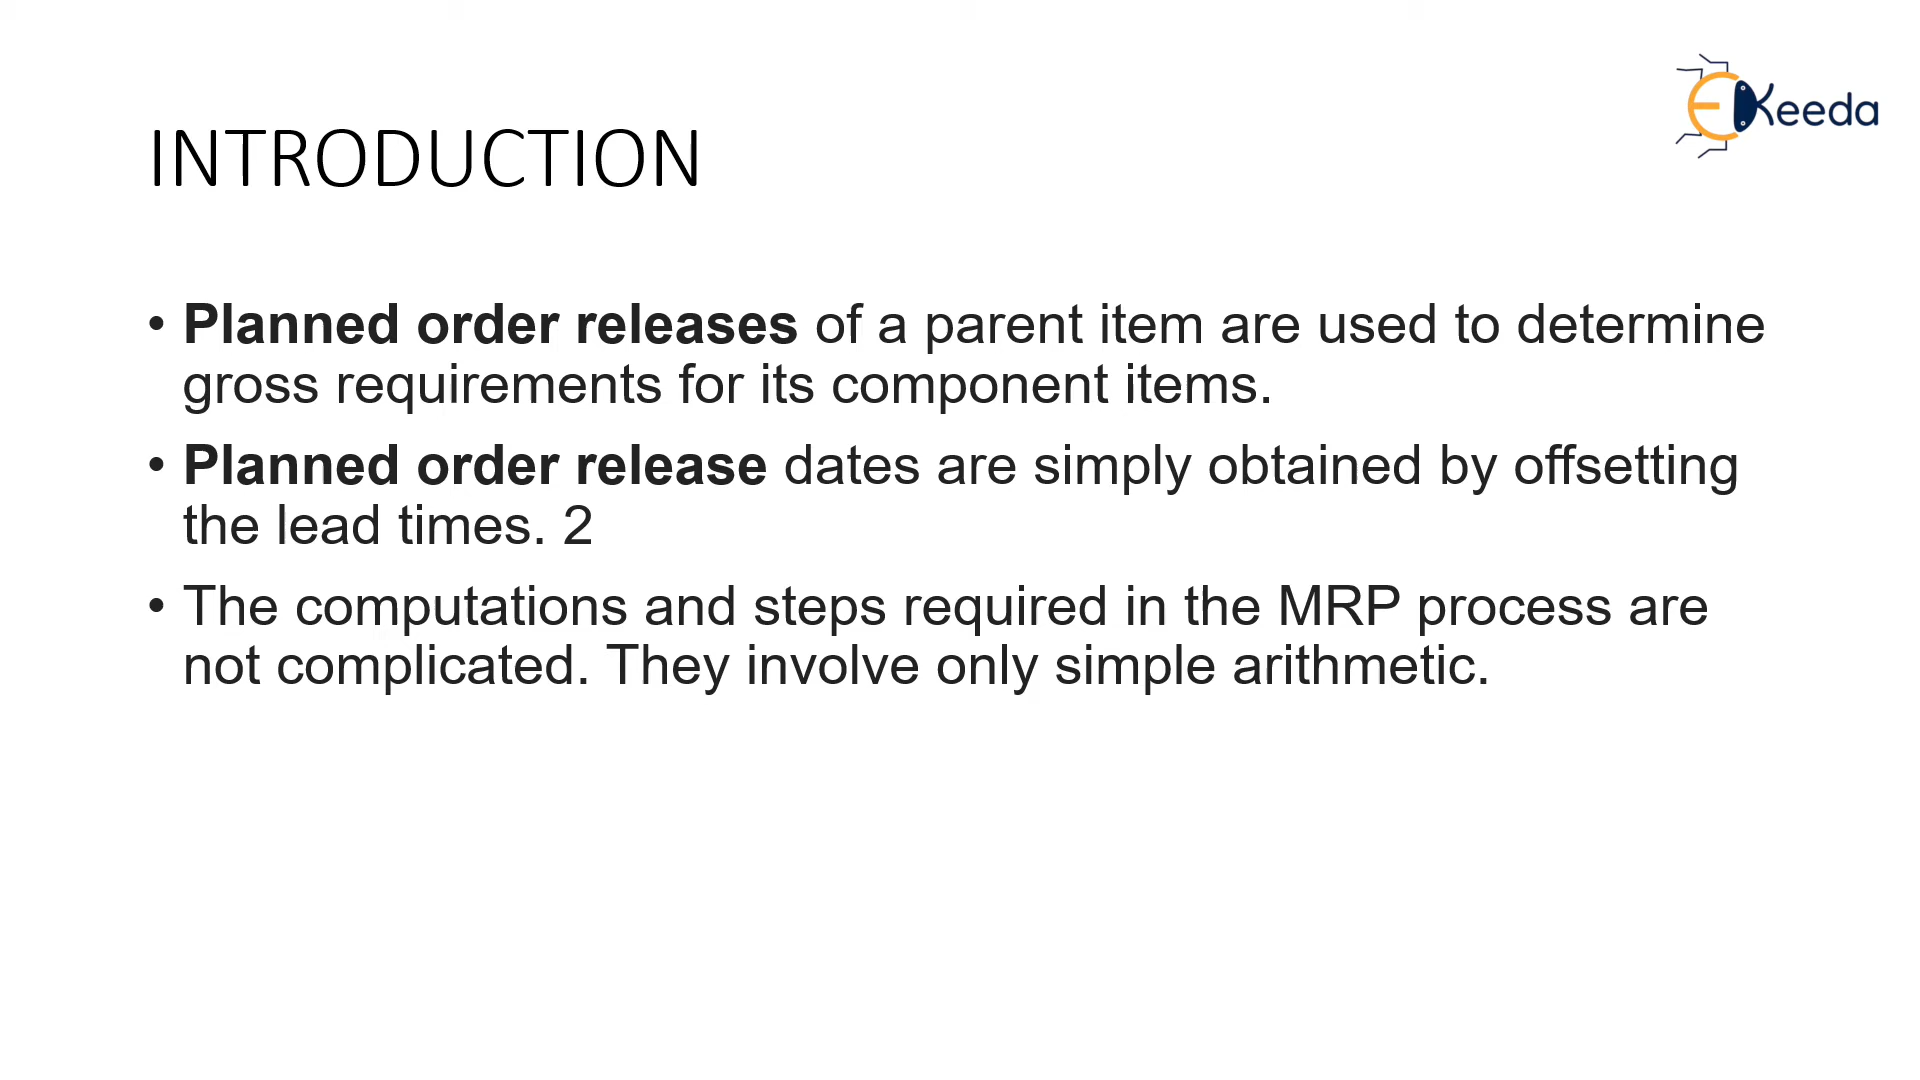 EKeeda
INTRODUCTION
• Planned order releases of a parent item are used to determine
gross requirements for its component items.
• Planned order release dates are simply obtained by offsetting
the lead times. 2
• The computations and steps required in the MRP process are
not complicated. They involve only simple arithmetic.